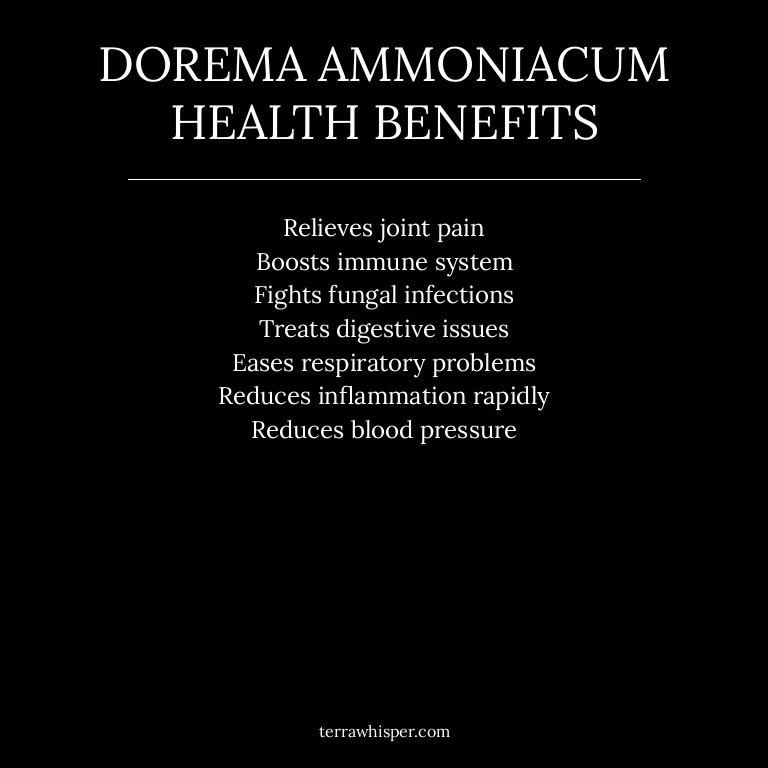 DOREMA AMMONIACUM
HEALTH BENEFITS
Relieves joint pain
Boosts immune system
Fights fungal infections
Treats digestive issues
Eases respiratory problems
Reduces inflammation rapidly
Reduces blood pressure
terrawhisper.com